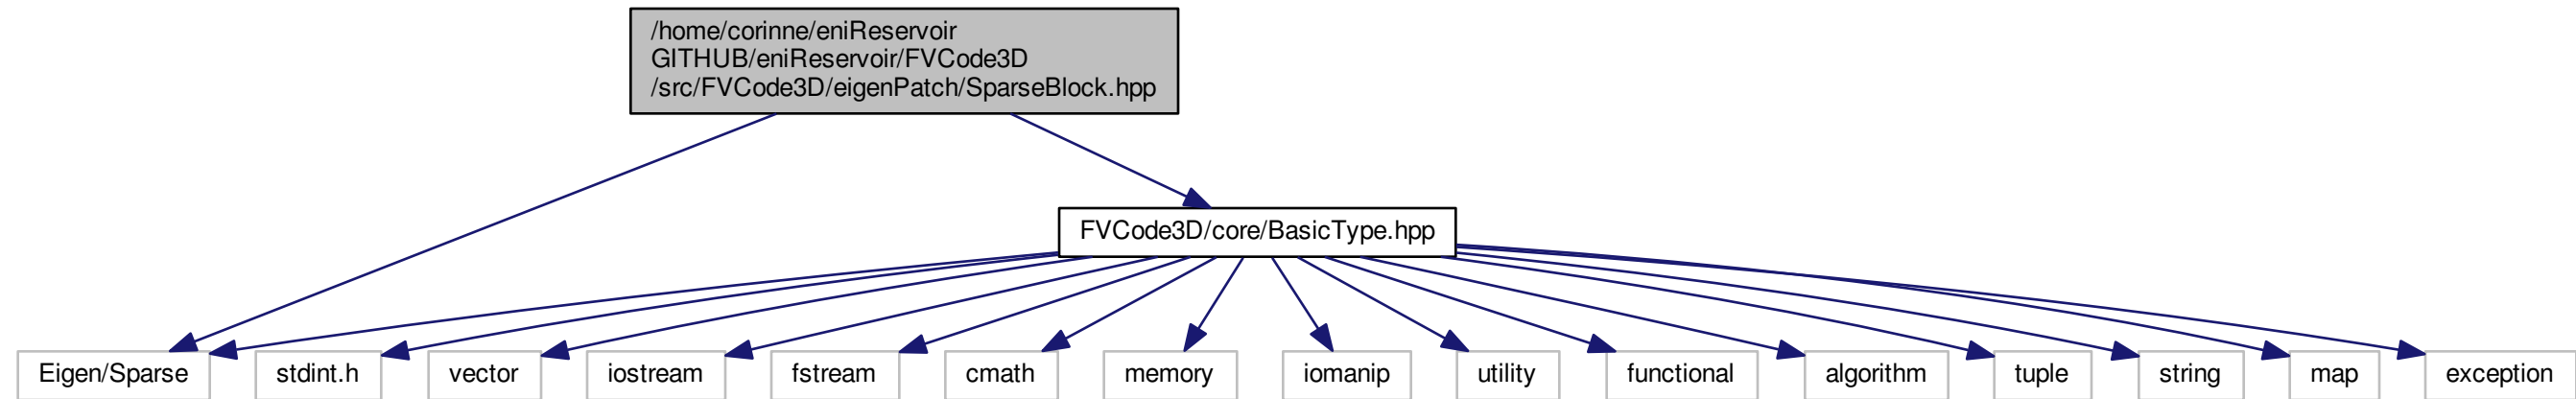 /home/corinne/eniReservoir
GITHUB/eniReservoir/FVCode3D
/src/FVCode3D/eigenPatch/SparseBlock.hpp
FVCode3D/core/BasicType.hpp
Eigen/Sparse
stdint.h
vector
iostream
fstream
cmath
memory
iomanip
utility
functional
algorithm
tuple
string
map
exception